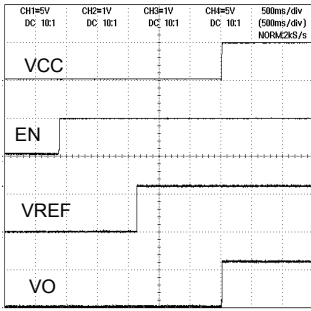 CH1=5V CH2=1V CH3=1V CH4=5V 500ms/div
DC 10:1 DC 10:1 DC 10:1 DC 10:1 (500ms/div)
NORM:2kS/s
VCC
EN
VREF
VO